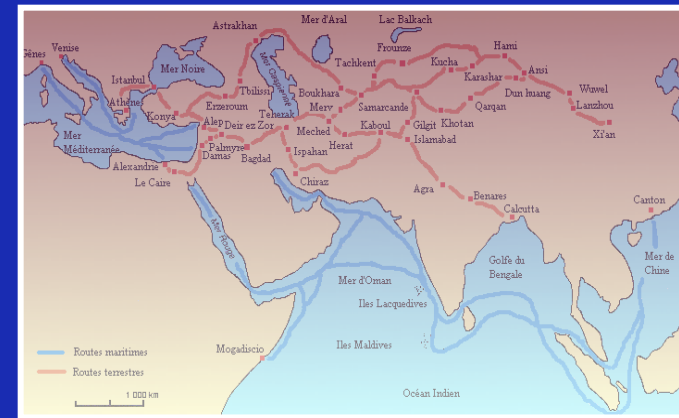 Mer d'Aral
Lac Balkach
Astrakhan
Frounze
Hami
Gênes
Venise
Tachkent
Kucha
Ansi
Mer Noire
Mer Caspienne
Karashar
Istanbul
Tbilissi
Boukhara
Dun huang
Wuwel
Athènes
Erzeroum
Merv
Samarcande
Qarqan
Lanzhou
Konya
Teherak
Alep
Deir ez Zor
Meched
Kaboul
Gilgit
Khotan
Xi'an
Mer
Méditerranée
Palmyre
Herat
Islamabad
Damas
Bagdad
Ispahan
Alexandrie
Le Caire
Chiraz
Agra
Benares
Canton
Calcutta
Mer Rouge
Golfe du
Bengale
Mer de
Chine
Mer d'Oman
Iles Lacquedives
Mogadiscio
Iles Maldives
Routes maritimes
Routes terrestres
1 000 km
Océan Indien